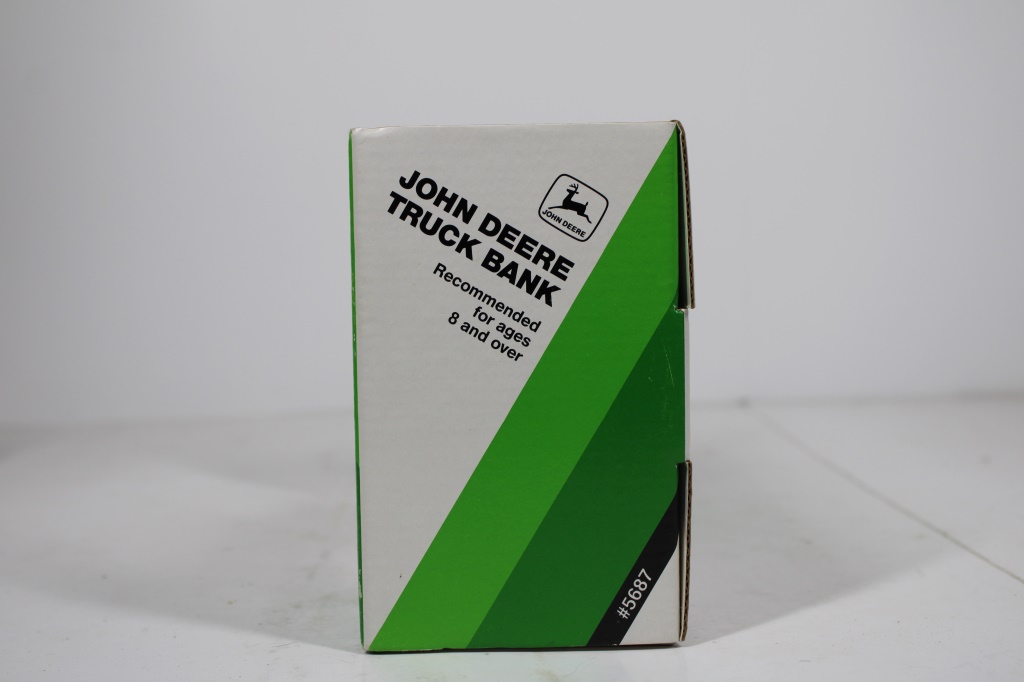 JOHN DEERE
JOHN DEERE
TRUCK BANK
Recommended
for ages
8 and over
#5687